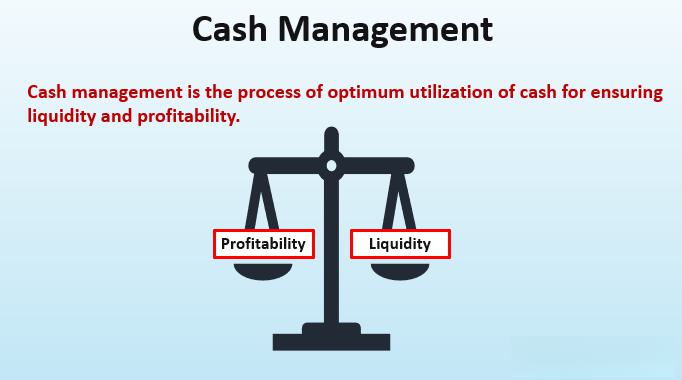 Cash Management
Cash management is the process of optimum utilization of cash for ensuring
liquidity and profitability.
Profitability
Liquidity